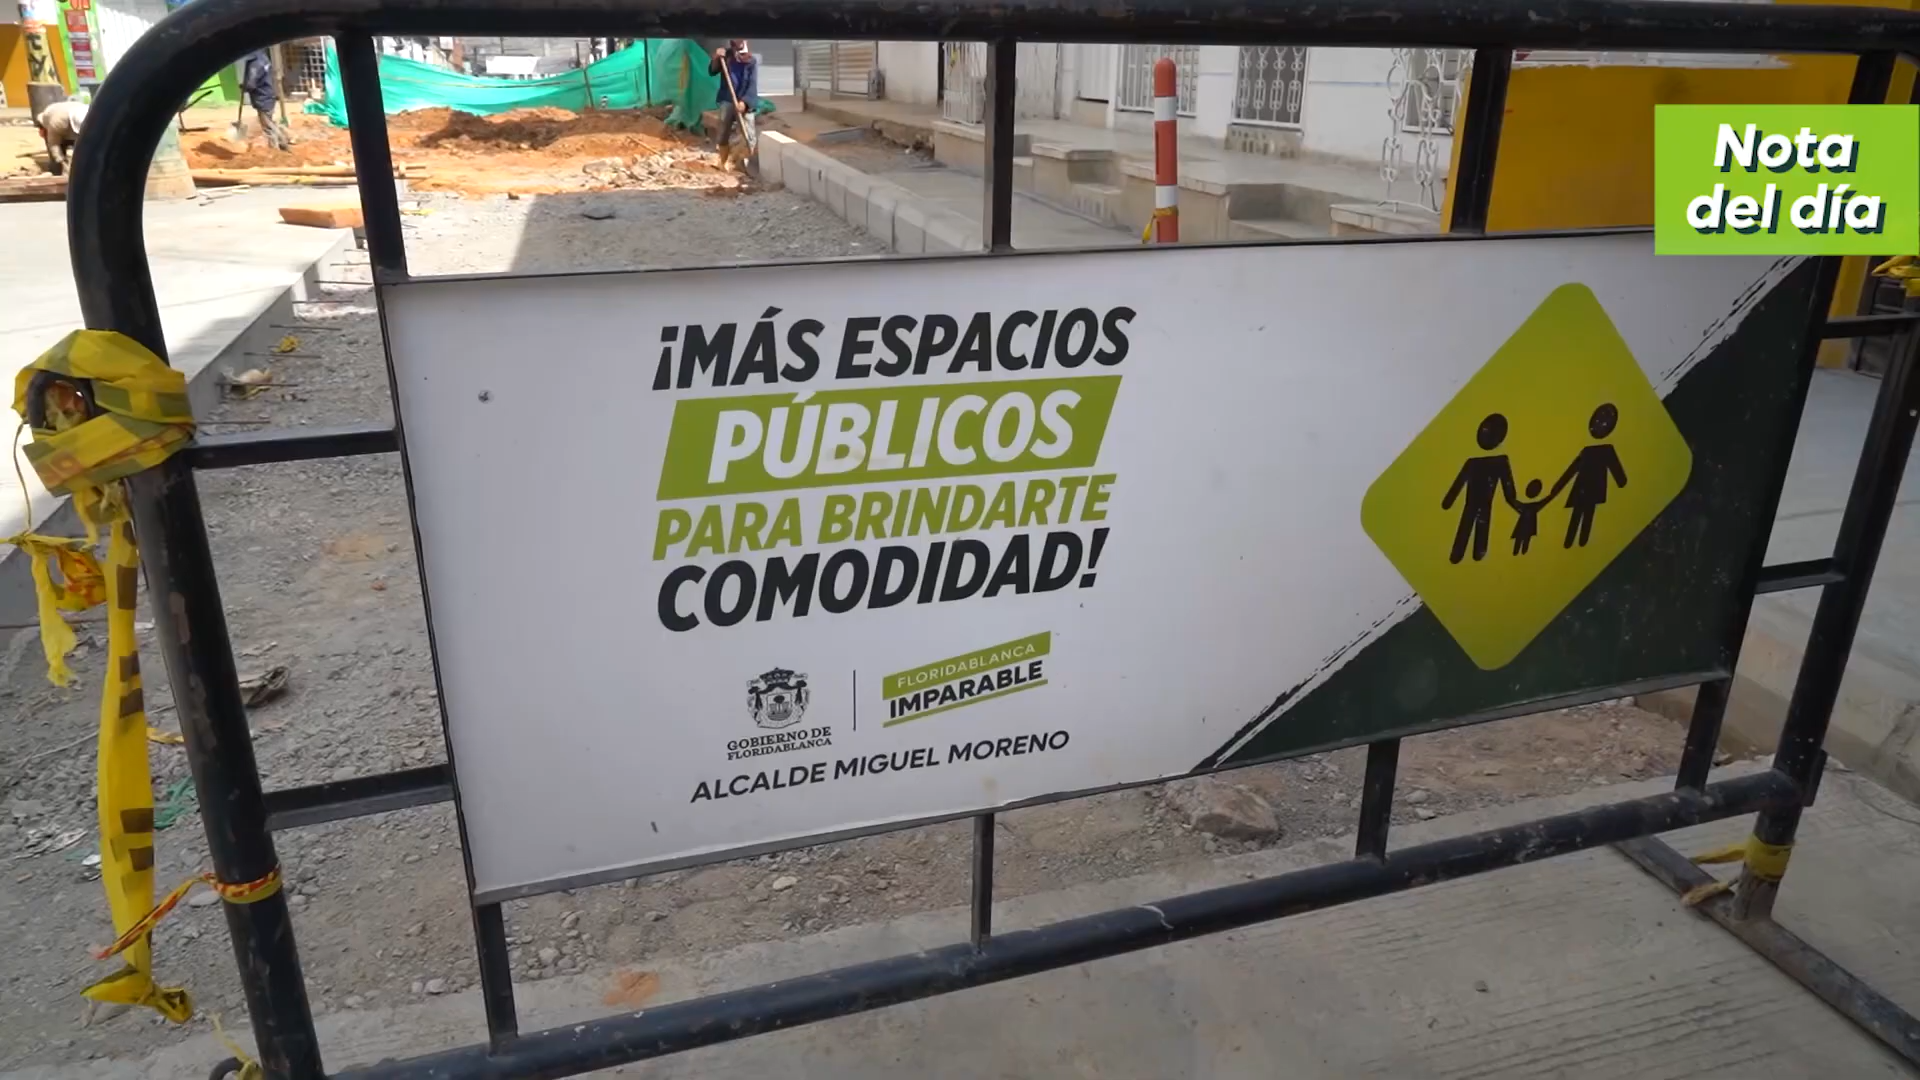 Nota
del día
¡MÁS ESPACIOS
PÚBLICOS
PARA BRINDARTE
COMODIDAD!
GOBIERNO DE
FLORIDABLANCA
FLORIDABLANCA
IMPARABLE
ALCALDE MIGUEL MORENO